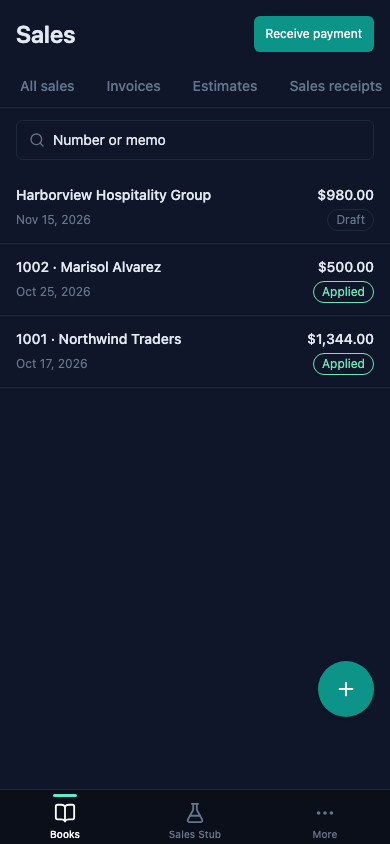 Sales
Receive payment
All sales Invoices Estimates Sales receipts
Number or memo
Harborview Hospitality Group $980.00
Nov 15, 2026 Draft
1002 · Marisol Alvarez $500.00
Oct 25, 2026 Applied
1001 · Northwind Traders $1,344.00
Oct 17, 2026 Applied
Books Sales Stub More